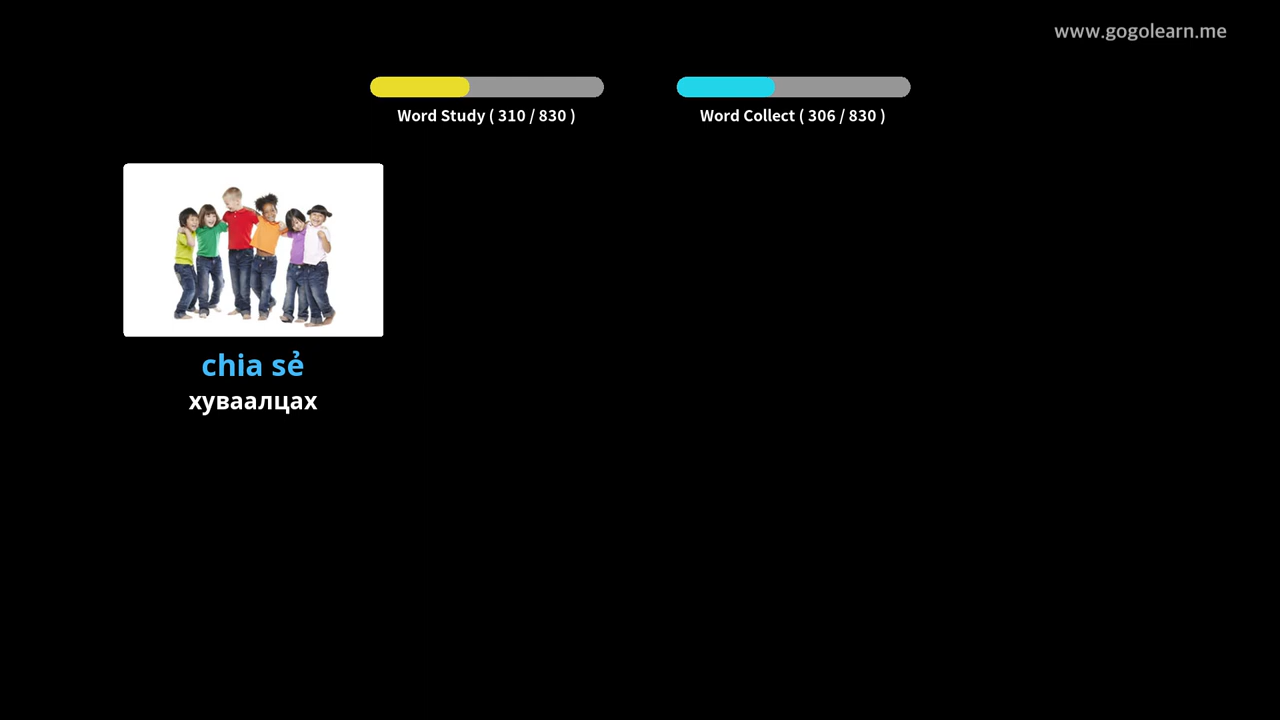 www.gogolearn.me
Word Study ( 310 / 830 )
Word Collect ( 306 / 830 )
chia sẻ
хуваалцах